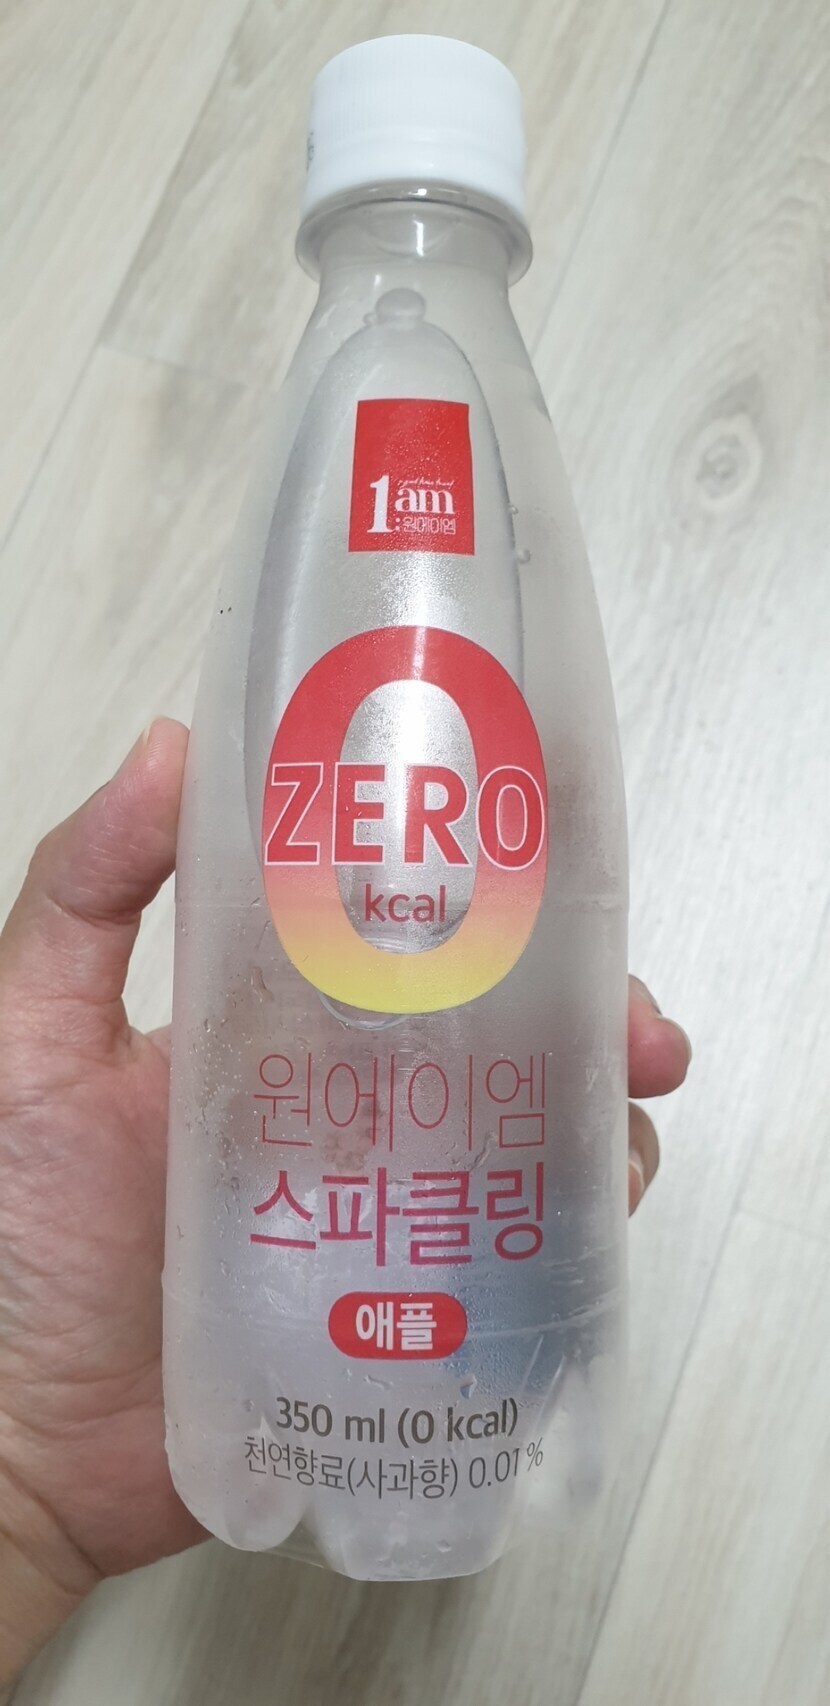 1am
:원에이엠
ZERO
kcal
원에이엠
스파클링
애플
350 ml (0 kcal)
천연향료(사과향) 0.01 %